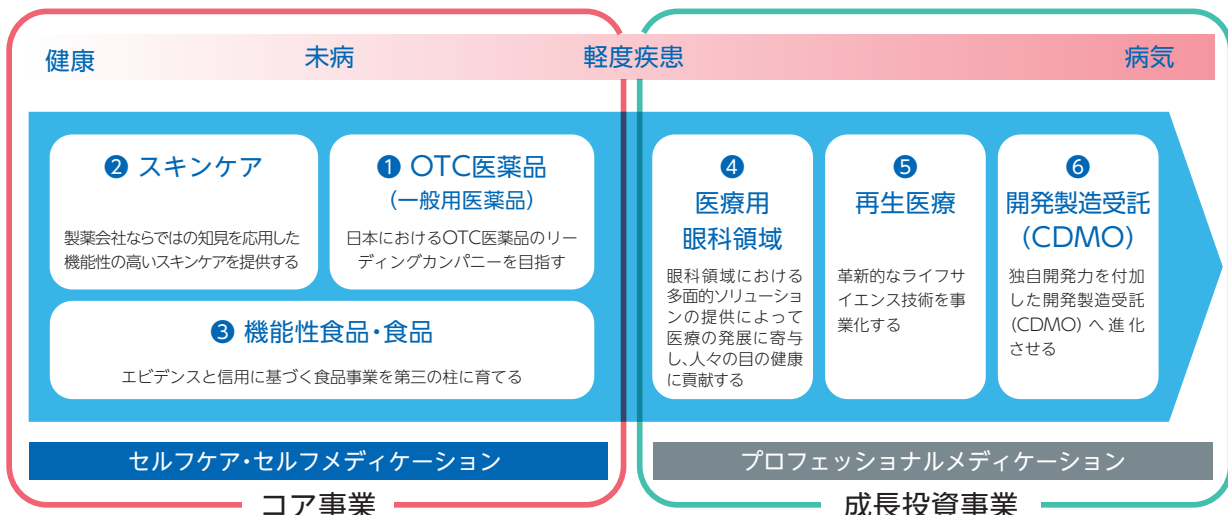 健康
未病
軽度疾患
病気
❷ スキンケア
製薬会社ならではの知見を応用した
機能性の高いスキンケアを提供する
❶ OTC医薬品
(一般用医薬品)
日本におけるOTC医薬品のリー
ディングカンパニーを目指す
❸ 機能性食品・食品
エビデンスと信用に基づく食品事業を第三の柱に育てる
❹
医療用
眼科領域
眼科領域における
多面的ソリューショ
ンの提供によって
医療の発展に寄与
し、人々の目の健康
に貢献する
❺
再生医療
革新的なライフサ
イエンス技術を事
業化する
❻
開発製造受託
(CDMO)
独自開発力を付加
した開発製造受託
(CDMO)へ進化
させる
セルフケア・セルフメディケーション
プロフェッショナルメディケーション
コア事業
成長投資事業